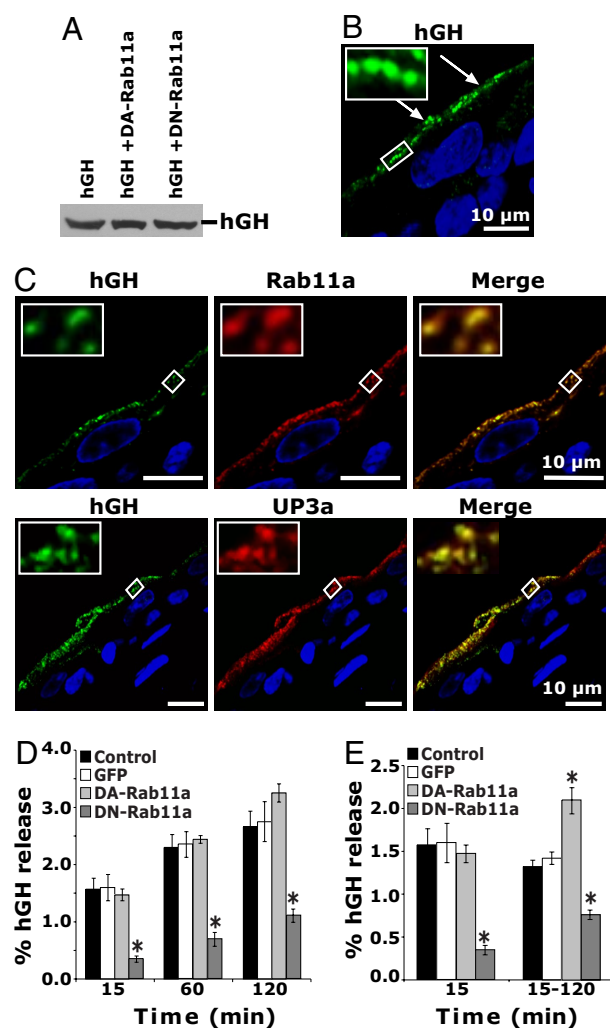 A
hGH
hGH +DA-Rab11a
hGH +DN-Rab11a
hGH
B
hGH
10 µm
C
hGH
Rab11a
Merge
10 µm
hGH
UP3a
Merge
10 µm
D
Control
GFP
DA-Rab11a
DN-Rab11a
% hGH release
4.0
3.0
2.0
1.0
0.0
*
*
*
15
60
120
Time (min)
E
Control
GFP
DA-Rab11a
DN-Rab11a
% hGH release
2.5
2.0
1.5
1.0
0.5
0.0
*
*
*
15
15-120
Time (min)